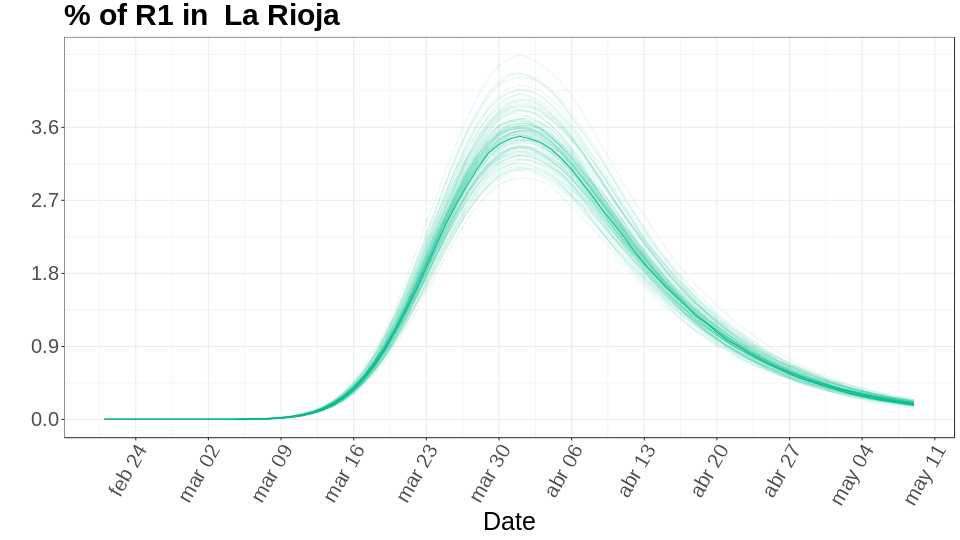 % of R1 in  La Rioja
3.6
2.7
1.8
0.9
0.0
feb 24
mar 02
mar 09
mar 16
mar 23
mar 30
abr 06
abr 13
abr 20
abr 27
may 04
may 11
Date